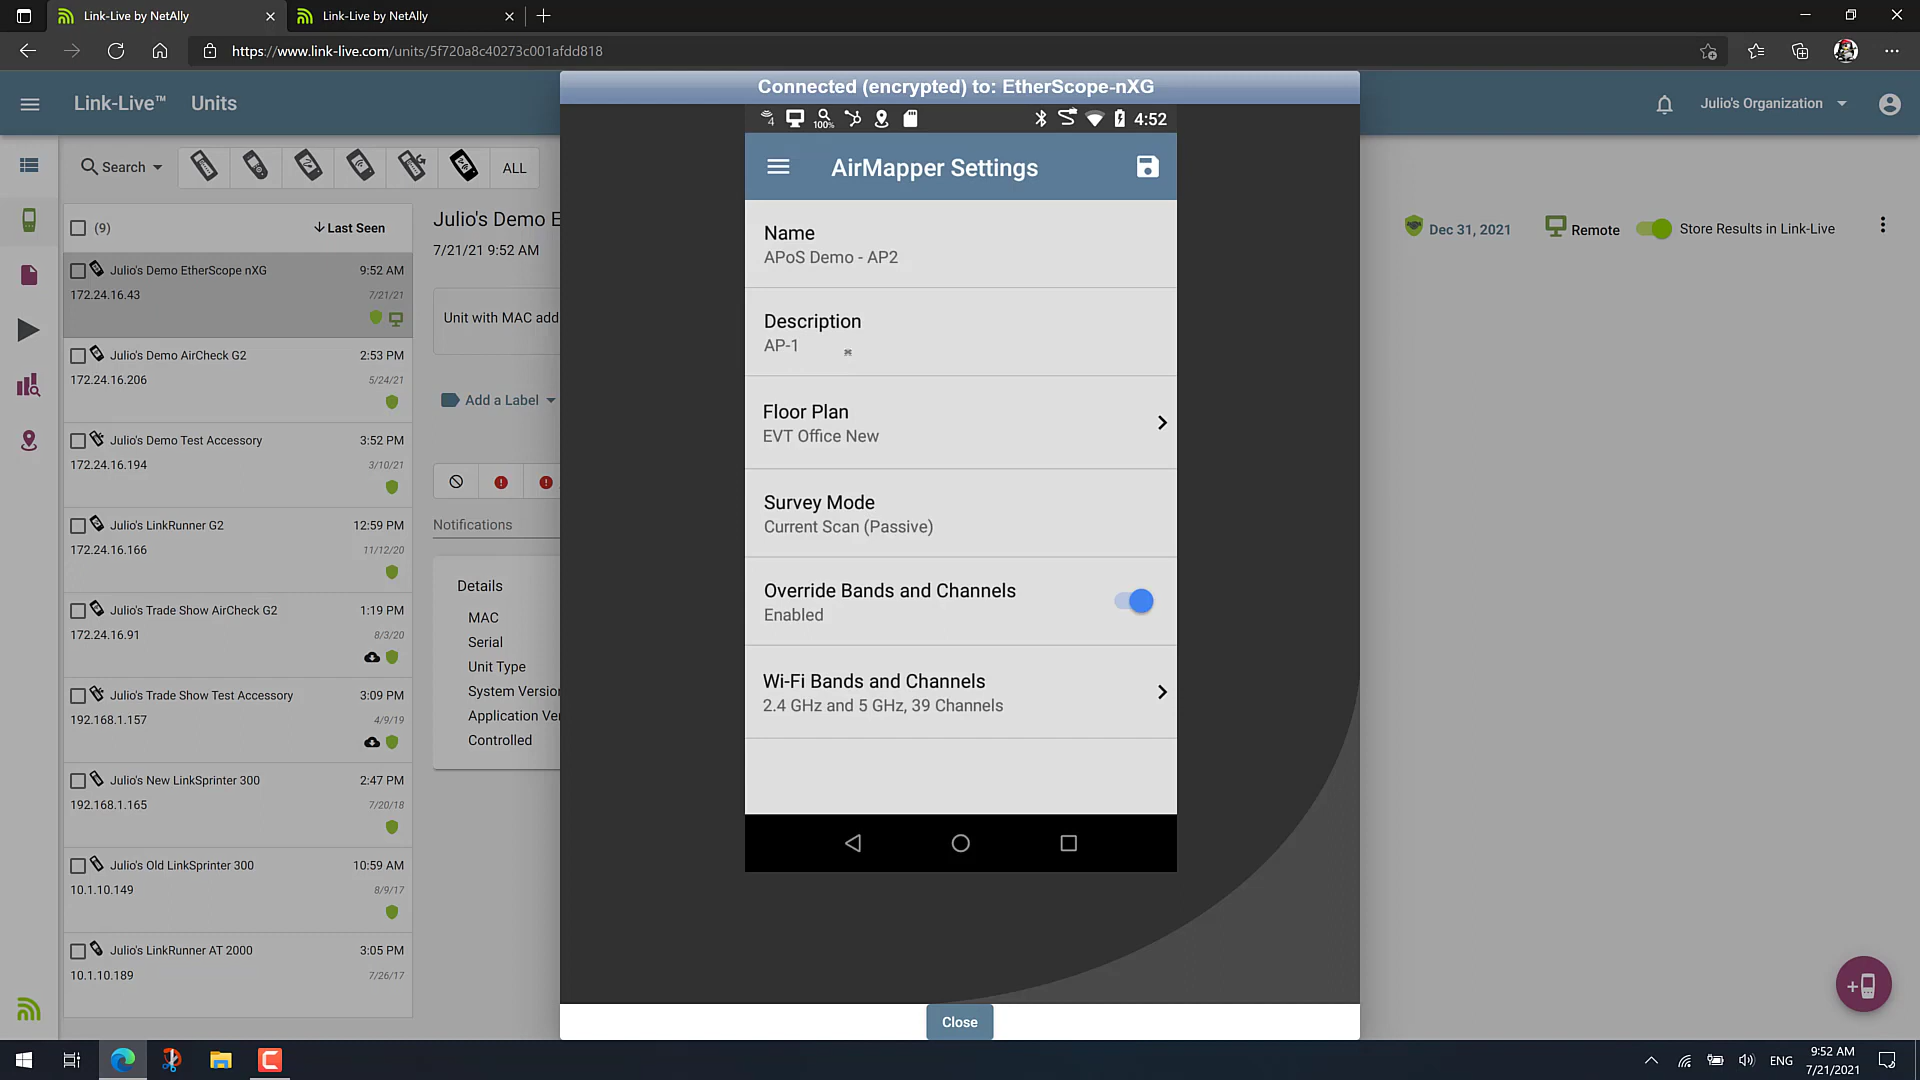 Link-Live by NetAlly
Link-Live by NetAlly
https://www.link-live.com/units/5f720a8c40273c001afdd818
Link-Live™ Units
Julio's Organization
Search
ALL
(9)
Last Seen
Julio's Demo EtherScope nXG 9:52 AM
172.24.16.43 7/21/21
Julio's Demo AirCheck G2 2:53 PM
172.24.16.206 5/24/21
Julio's Demo Test Accessory 3:52 PM
172.24.16.194 3/10/21
Julio's LinkRunner G2 12:59 PM
172.24.16.166 11/12/20
Julio's Trade Show AirCheck G2 1:19 PM
172.24.16.91 8/3/20
Julio's Trade Show Test Accessory 3:09 PM
192.168.1.157 4/9/19
Julio's New LinkSprinter 300 2:47 PM
192.168.1.165 7/20/18
Julio's Old LinkSprinter 300 10:59 AM
10.1.10.149 8/9/17
Julio's LinkRunner AT 2000 3:05 PM
10.1.10.189 7/26/17
Julio's Demo E
7/21/21 9:52 AM
Unit with MAC add
Add a Label
Notifications
Details
MAC
Serial
Unit Type
System Version
Application Ve
Controlled
Connected (encrypted) to: EtherScope-nXG
4
100%
4:52
AirMapper Settings
Name
APoS Demo - AP2
Description
AP-1
Floor Plan
EVT Office New
Survey Mode
Current Scan (Passive)
Override Bands and Channels
Enabled
Wi-Fi Bands and Channels
2.4 GHz and 5 GHz, 39 Channels
Close
Dec 31, 2021
Remote
Store Results in Link-Live
ENG
9:52 AM
7/21/2021